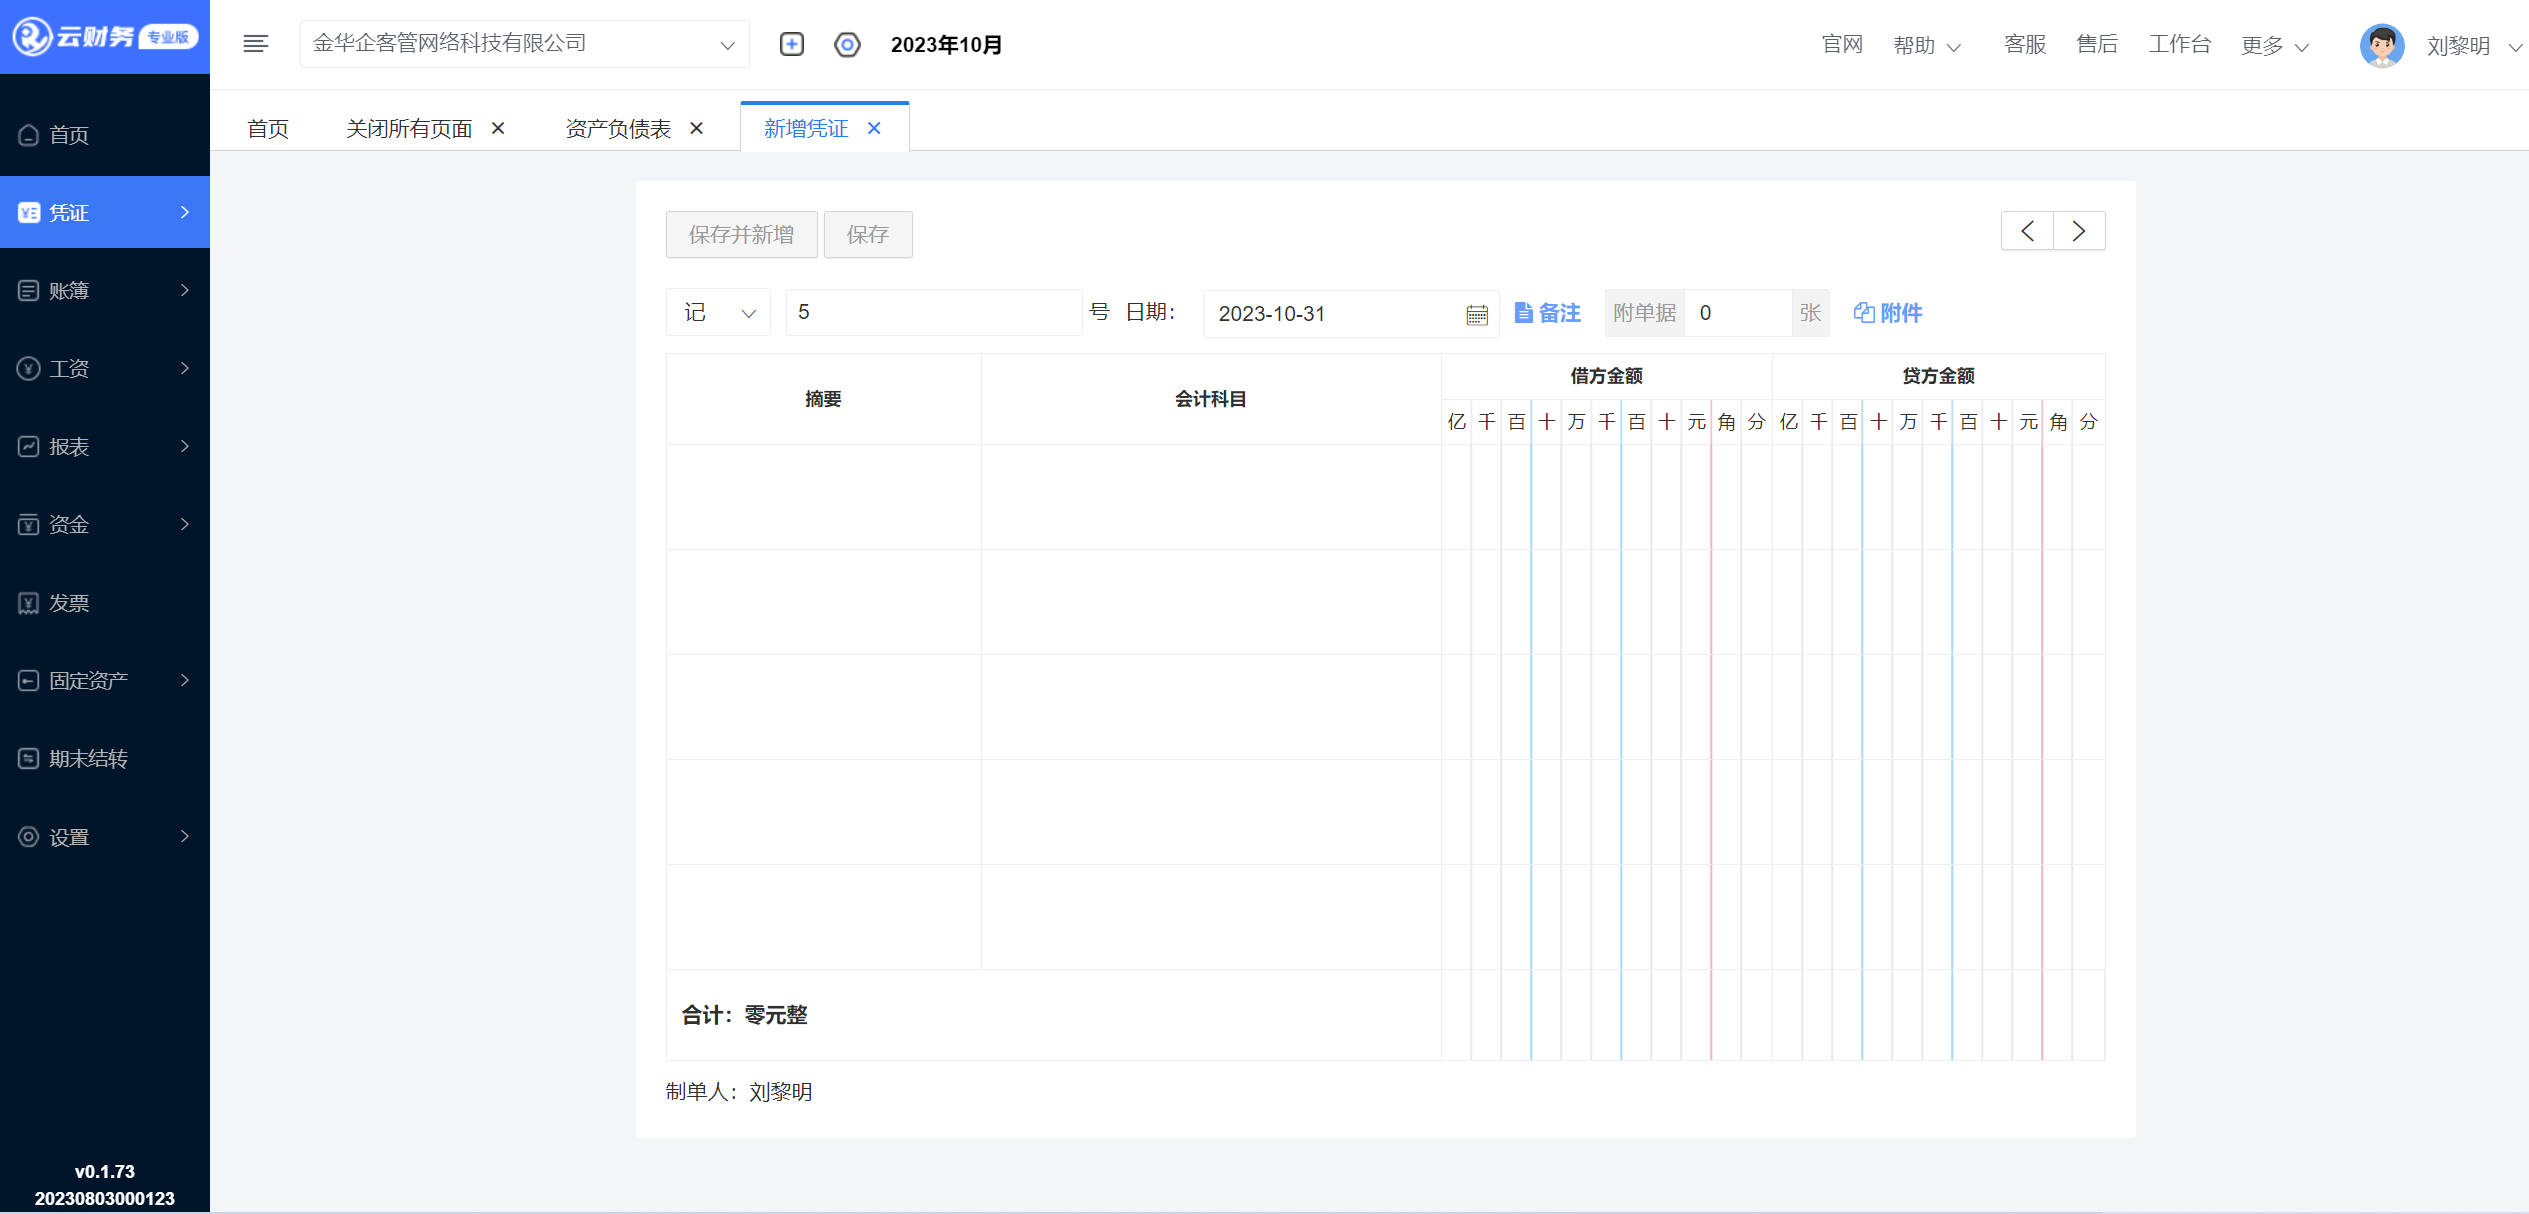 云财务 专业版
金华企客管网络科技有限公司 2023年10月 官网 帮助 客服 售后 工作台 更多 刘黎明
首页 关闭所有页面 资产负债表 新增凭证
首页
凭证
账簿
工资
报表
资金
发票
固定资产
期末结转
设置
v0.1.73
20230803000123
保存并新增 保存
记 5 号 日期： 2023-10-31 备注 附单据 0 张 附件
摘要 会计科目 借方金额 贷方金额
亿 千 百 十 万 千 百 十 元 角 分 亿 千 百 十 万 千 百 十 元 角 分
合计：零元整
制单人：刘黎明